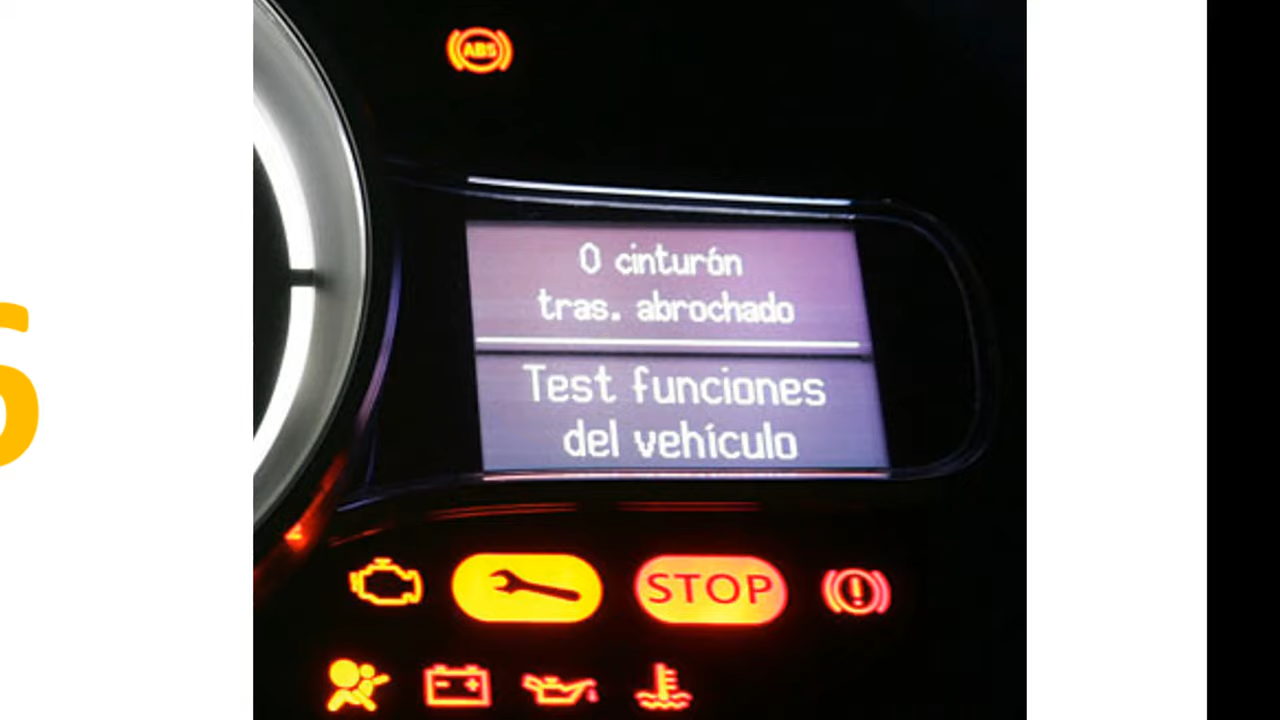 ABS
0 cinturón
tras. abrochado
Test funciones
del vehículo
STOP